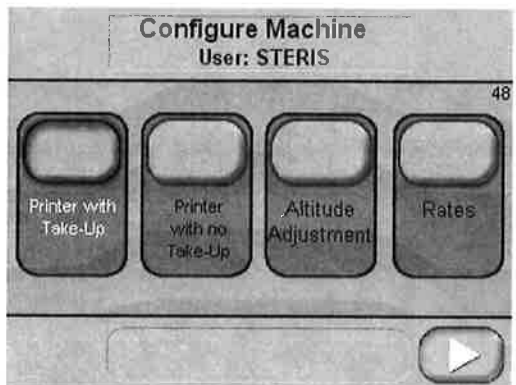 Configure Machine
User: STERIS
48
Printer with
Take-Up
Printer
with no
Take-Up
Altitude
Adjustment
Rates